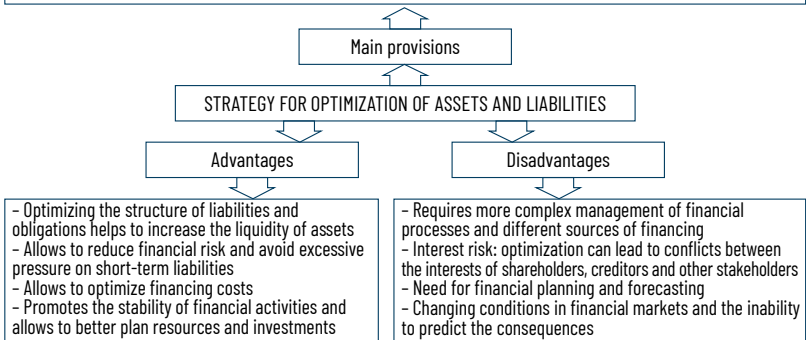 Main provisions
STRATEGY FOR OPTIMIZATION OF ASSETS AND LIABILITIES
Advantages
Disadvantages
– Optimizing the structure of liabilities and
obligations helps to increase the liquidity of assets
– Allows to reduce financial risk and avoid excessive
pressure on short-term liabilities
– Allows to optimize financing costs
– Promotes the stability of financial activities and
allows to better plan resources and investments
– Requires more complex management of financial
processes and different sources of financing
– Interest risk: optimization can lead to conflicts between
the interests of shareholders, creditors and other stakeholders
– Need for financial planning and forecasting
– Changing conditions in financial markets and the inability
to predict the consequences